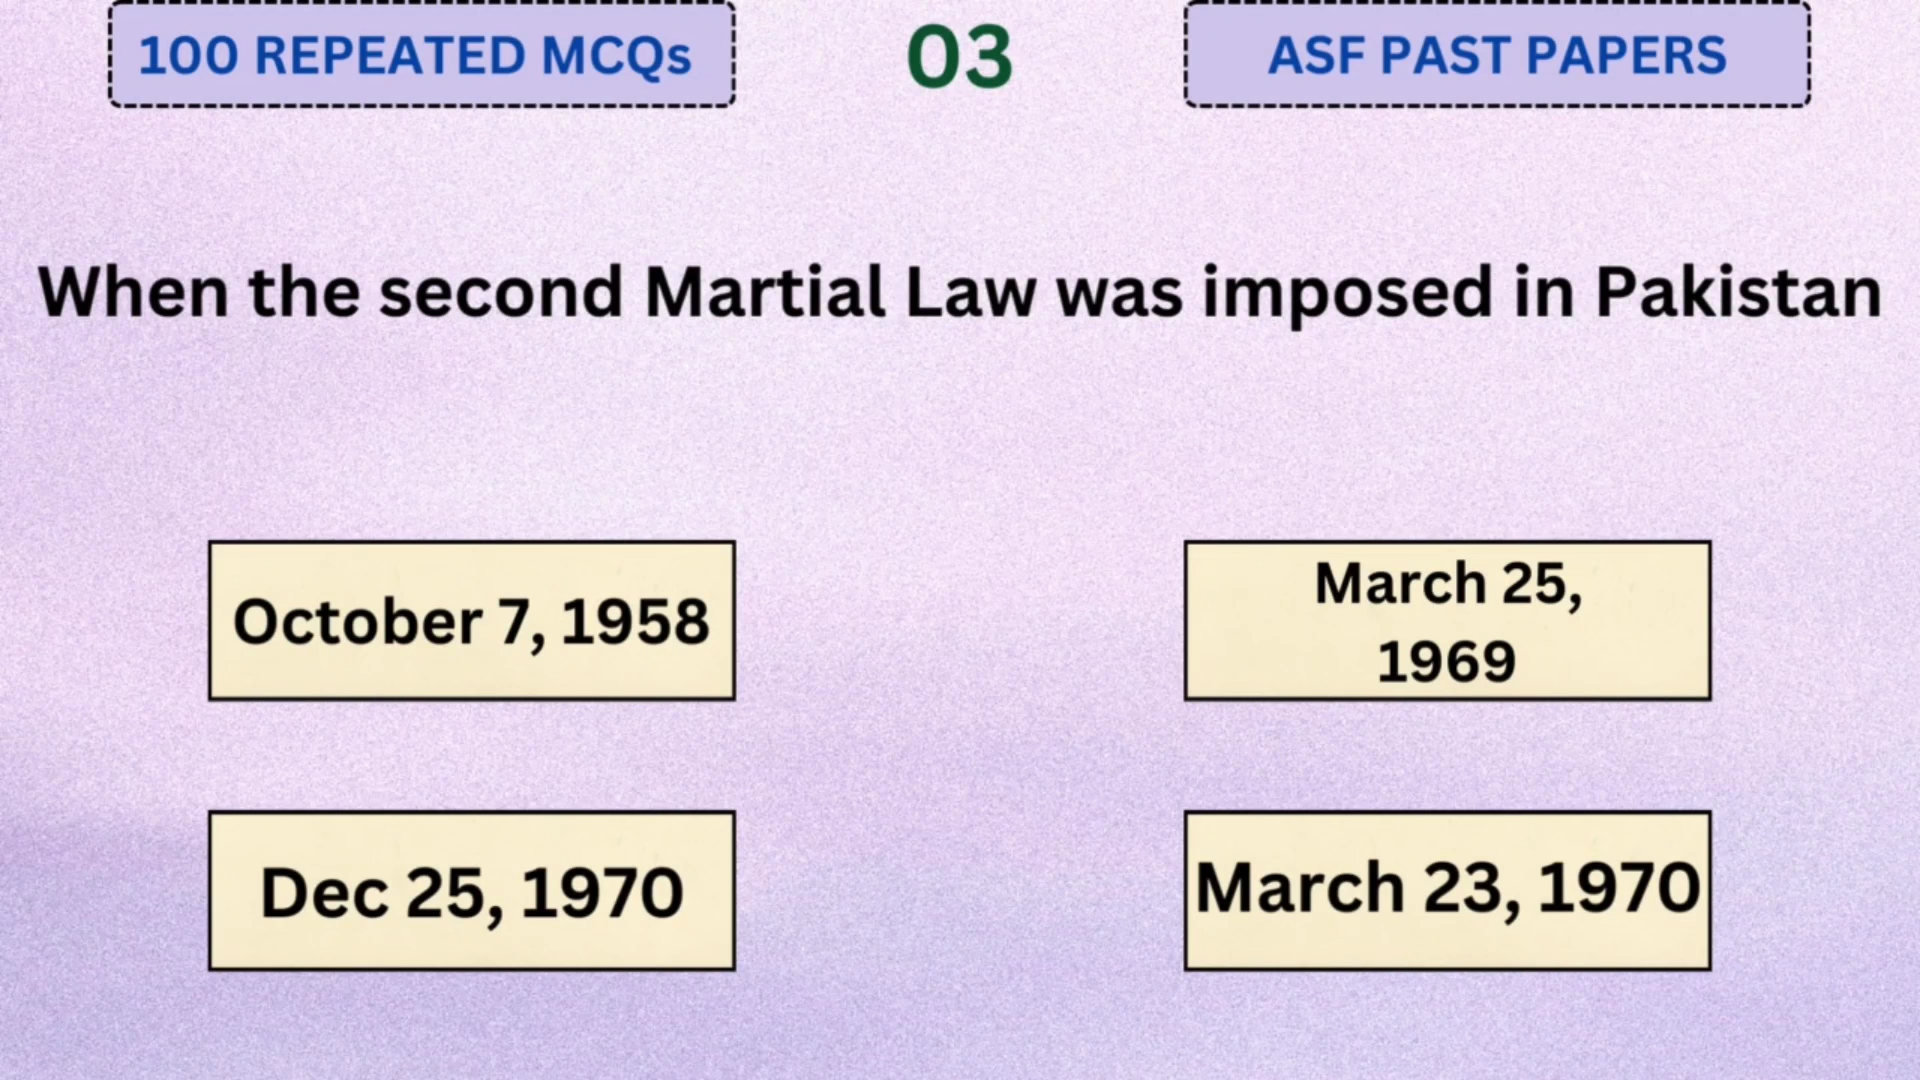 100 REPEATED MCQs
03
ASF PAST PAPERS
When the second Martial Law was imposed in Pakistan
October 7, 1958
March 25,
1969
Dec 25, 1970
March 23, 1970